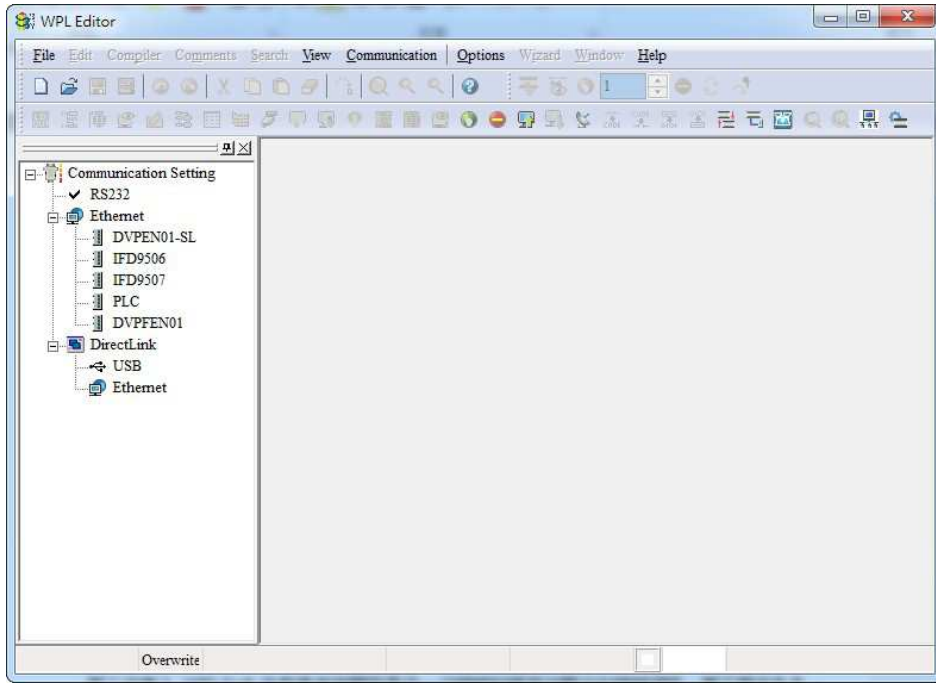 WPL Editor
File Edit Compiler Comments Search View Communication Options Wizard Window Help
1
Communication Setting
RS232
Ethernet
DVPEN01-SL
IFD9506
IFD9507
PLC
DVPFEN01
DirectLink
USB
Ethernet
Overwrite